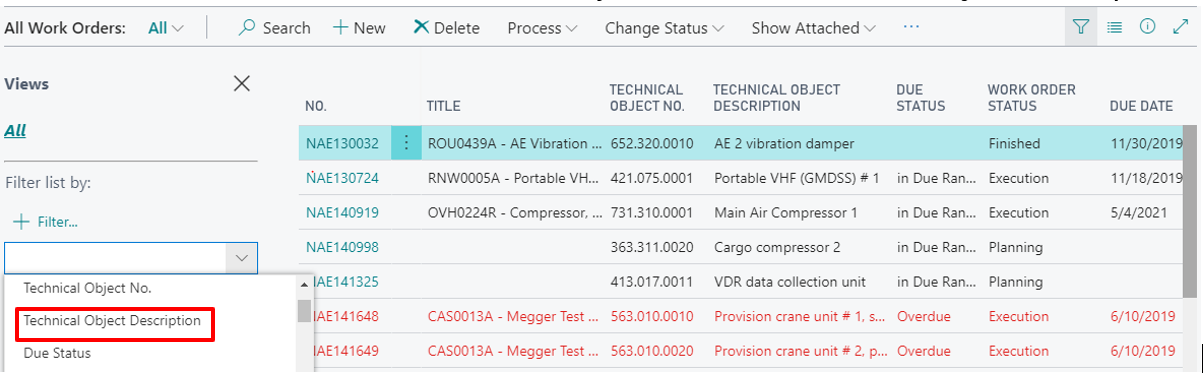 All Work Orders: All Search New Delete Process Change Status Show Attached ...
Views
All
Filter list by:
Filter...
Technical Object No.
Technical Object Description
Due Status
NO. TITLE TECHNICAL OBJECT NO. TECHNICAL OBJECT DESCRIPTION DUE STATUS WORK ORDER STATUS DUE DATE
NAE130032 ROU0439A - AE Vibration ... 652.320.0010 AE 2 vibration damper Finished 11/30/2019
NAE130724 RNW0005A - Portable VH... 421.075.0001 Portable VHF (GMDSS) # 1 in Due Ran... Execution 11/18/2019
NAE140919 OVH0224R - Compressor, ... 731.310.0001 Main Air Compressor 1 in Due Ran... Execution 5/4/2021
NAE140998 363.311.0020 Cargo compressor 2 in Due Ran... Planning
NAE141325 413.017.0011 VDR data collection unit in Due Ran... Planning
NAE141648 CAS0013A - Megger Test ... 563.010.0010 Provision crane unit # 1, s... Overdue Execution 6/10/2019
NAE141649 CAS0013A - Megger Test ... 563.010.0020 Provision crane unit # 2, p... Overdue Execution 6/10/2019